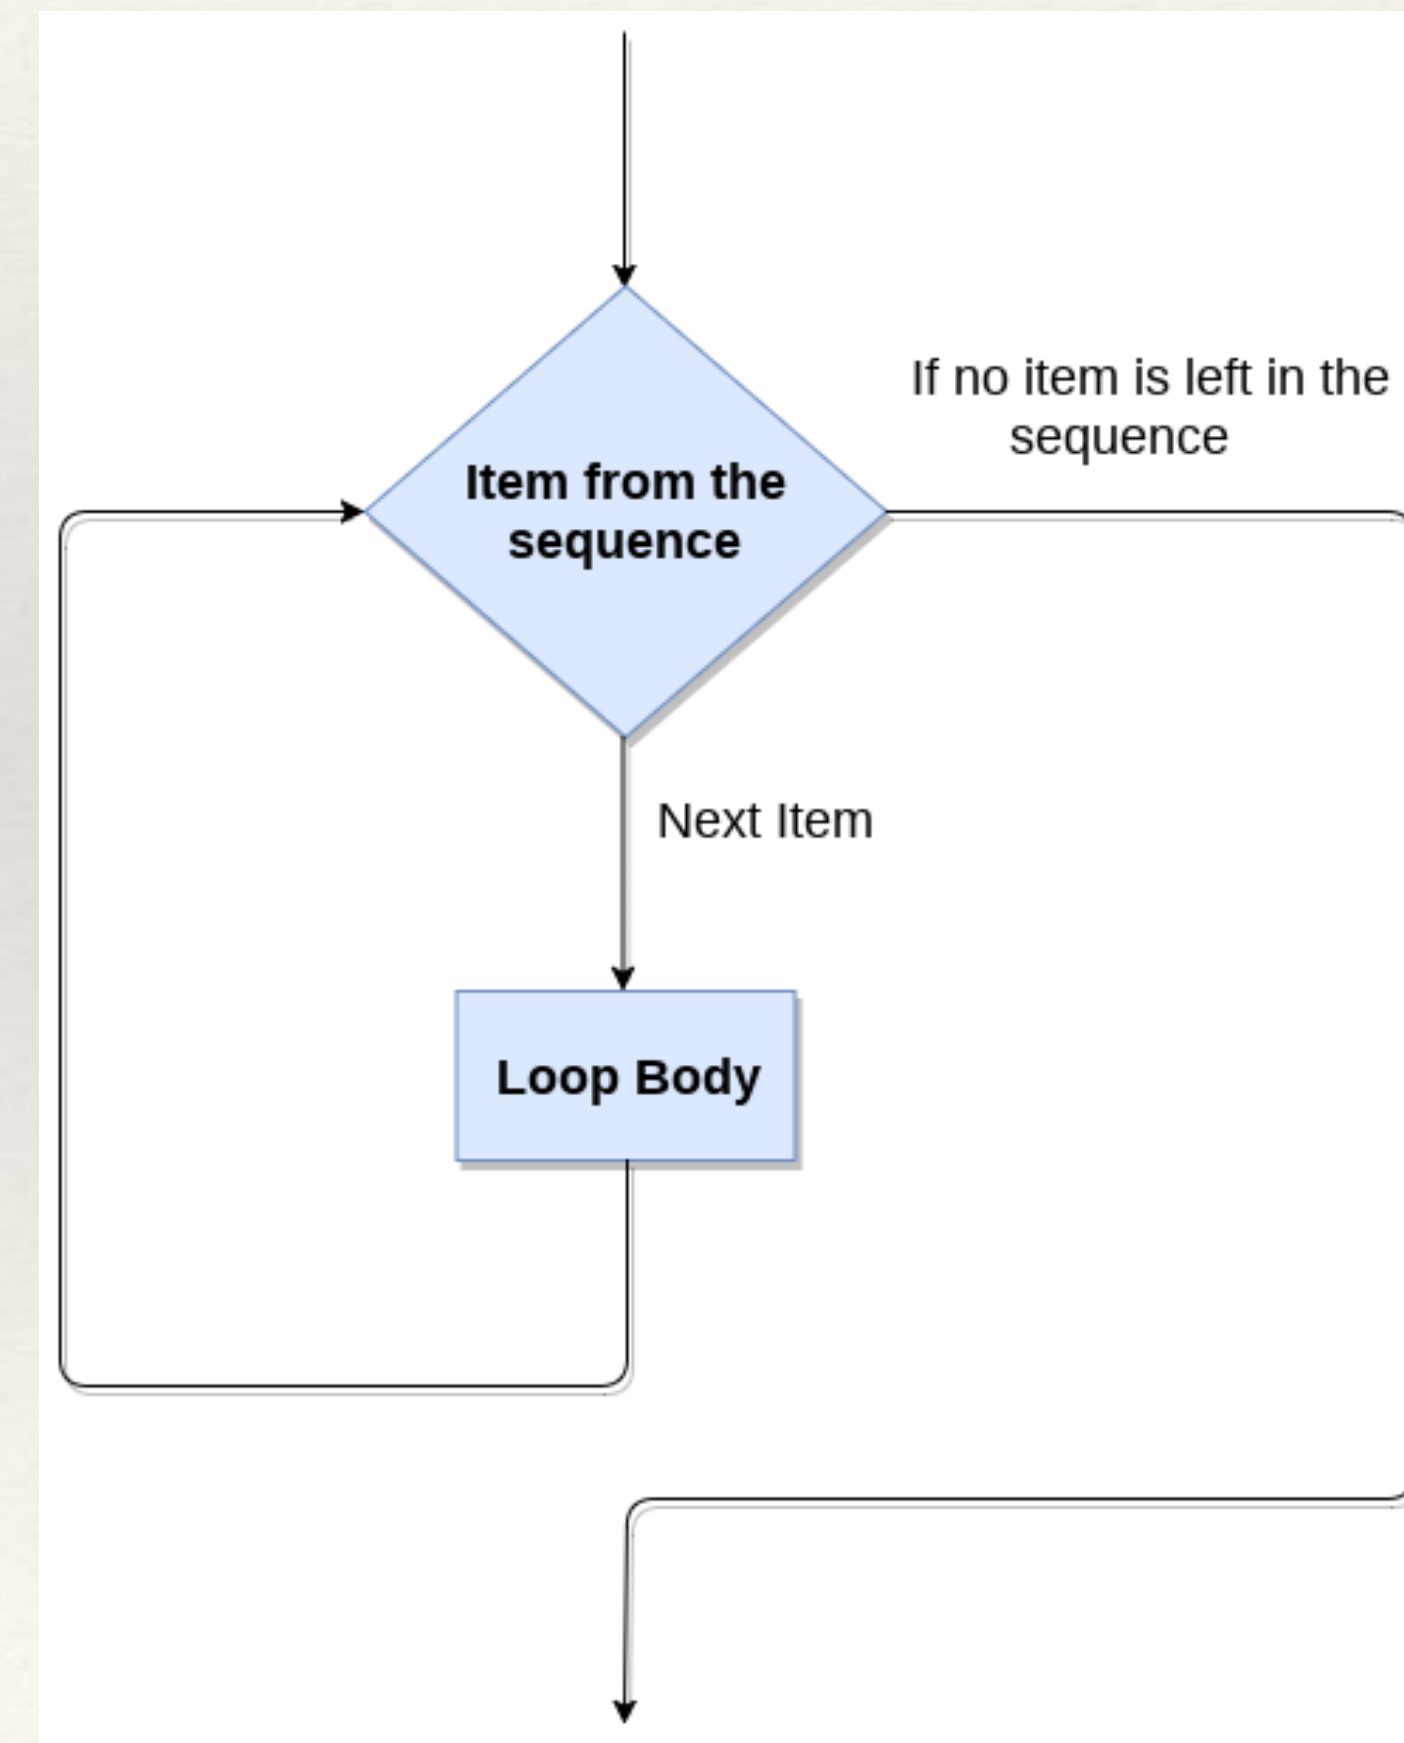 If no item is left in the
sequence
Item from the
sequence
Next Item
Loop Body